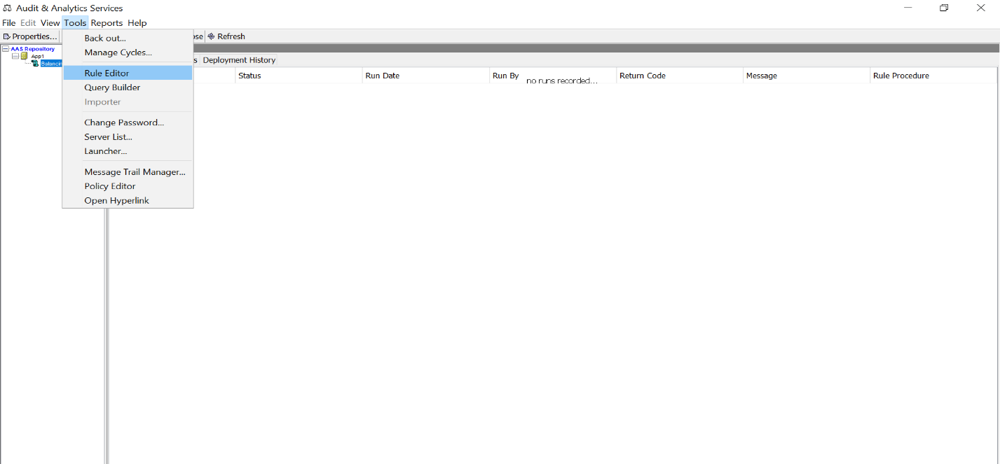 Audit & Analytics Services
File Edit View Tools Reports Help
Properties... Refresh
AAS Repository
App1
Back out...
Manage Cycles...
Rule Editor
Query Builder
Importer
Change Password...
Server List...
Launcher...
Message Trail Manager...
Policy Editor
Open Hyperlink
Deployment History
Status Run Date Run By Return Code Message Rule Procedure
no runs recorded...